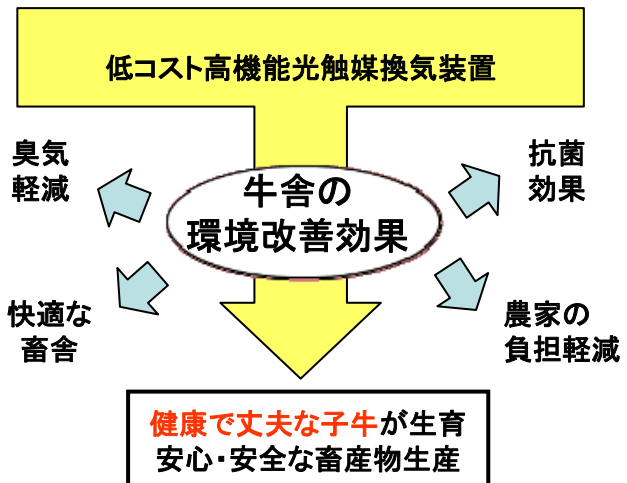 低コスト高機能光触媒換気装置
臭気
軽減
抗菌
効果
牛舎の
環境改善効果
快適な
畜舎
農家の
負担軽減
健康で丈夫な子牛が生育
安心・安全な畜産物生産